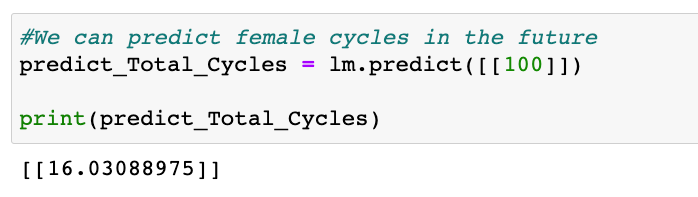 #We can predict female cycles in the future
predict_Total_Cycles = lm.predict([[100]])
print(predict_Total_Cycles)
[[16.03088975]]